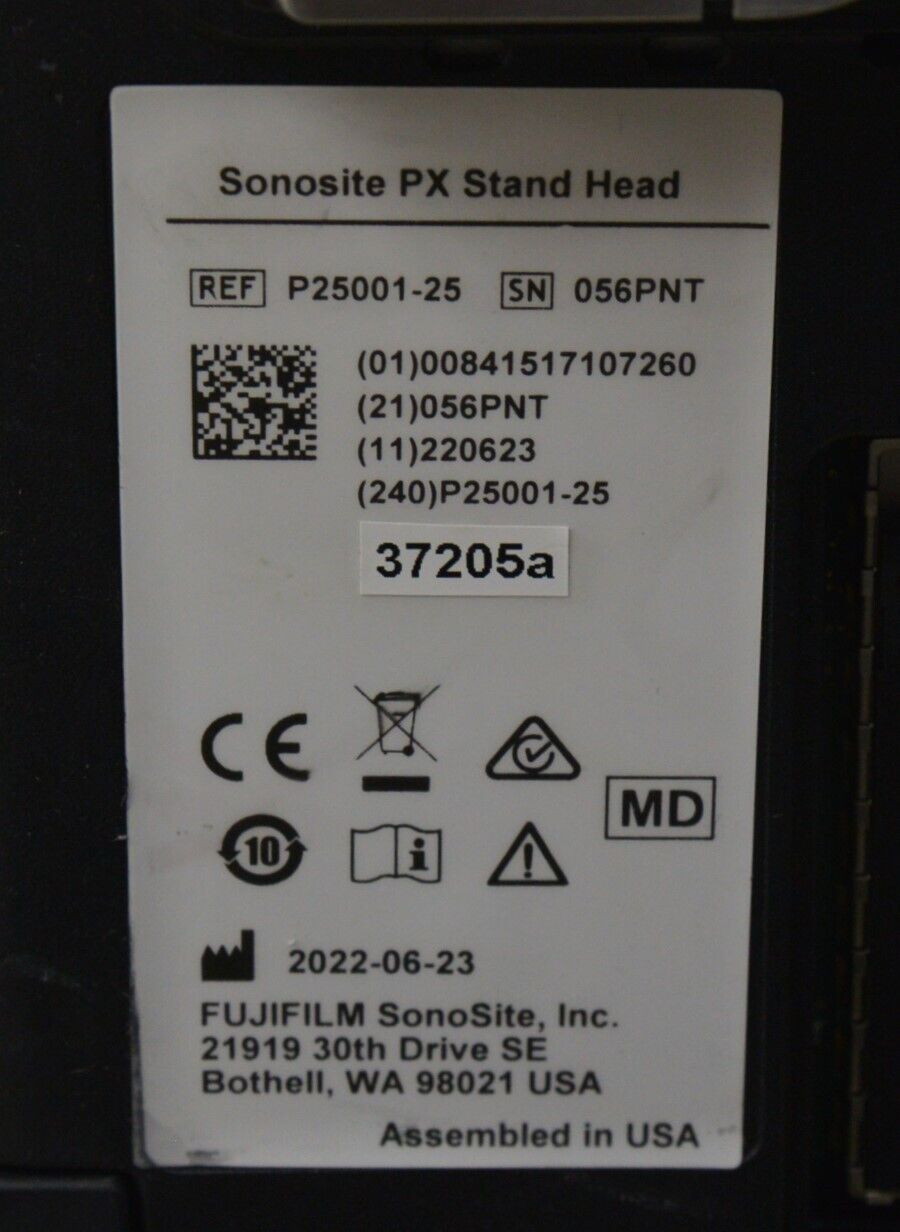 Sonosite PX Stand Head
REF P25001-25 SN 056PNT
(01)00841517107260
(21)056PNT
(11)220623
(240)P25001-25
37205a
CE
MD
10
i
!
2022-06-23
FUJIFILM SonoSite, Inc.
21919 30th Drive SE
Bothell, WA 98021 USA
Assembled in USA